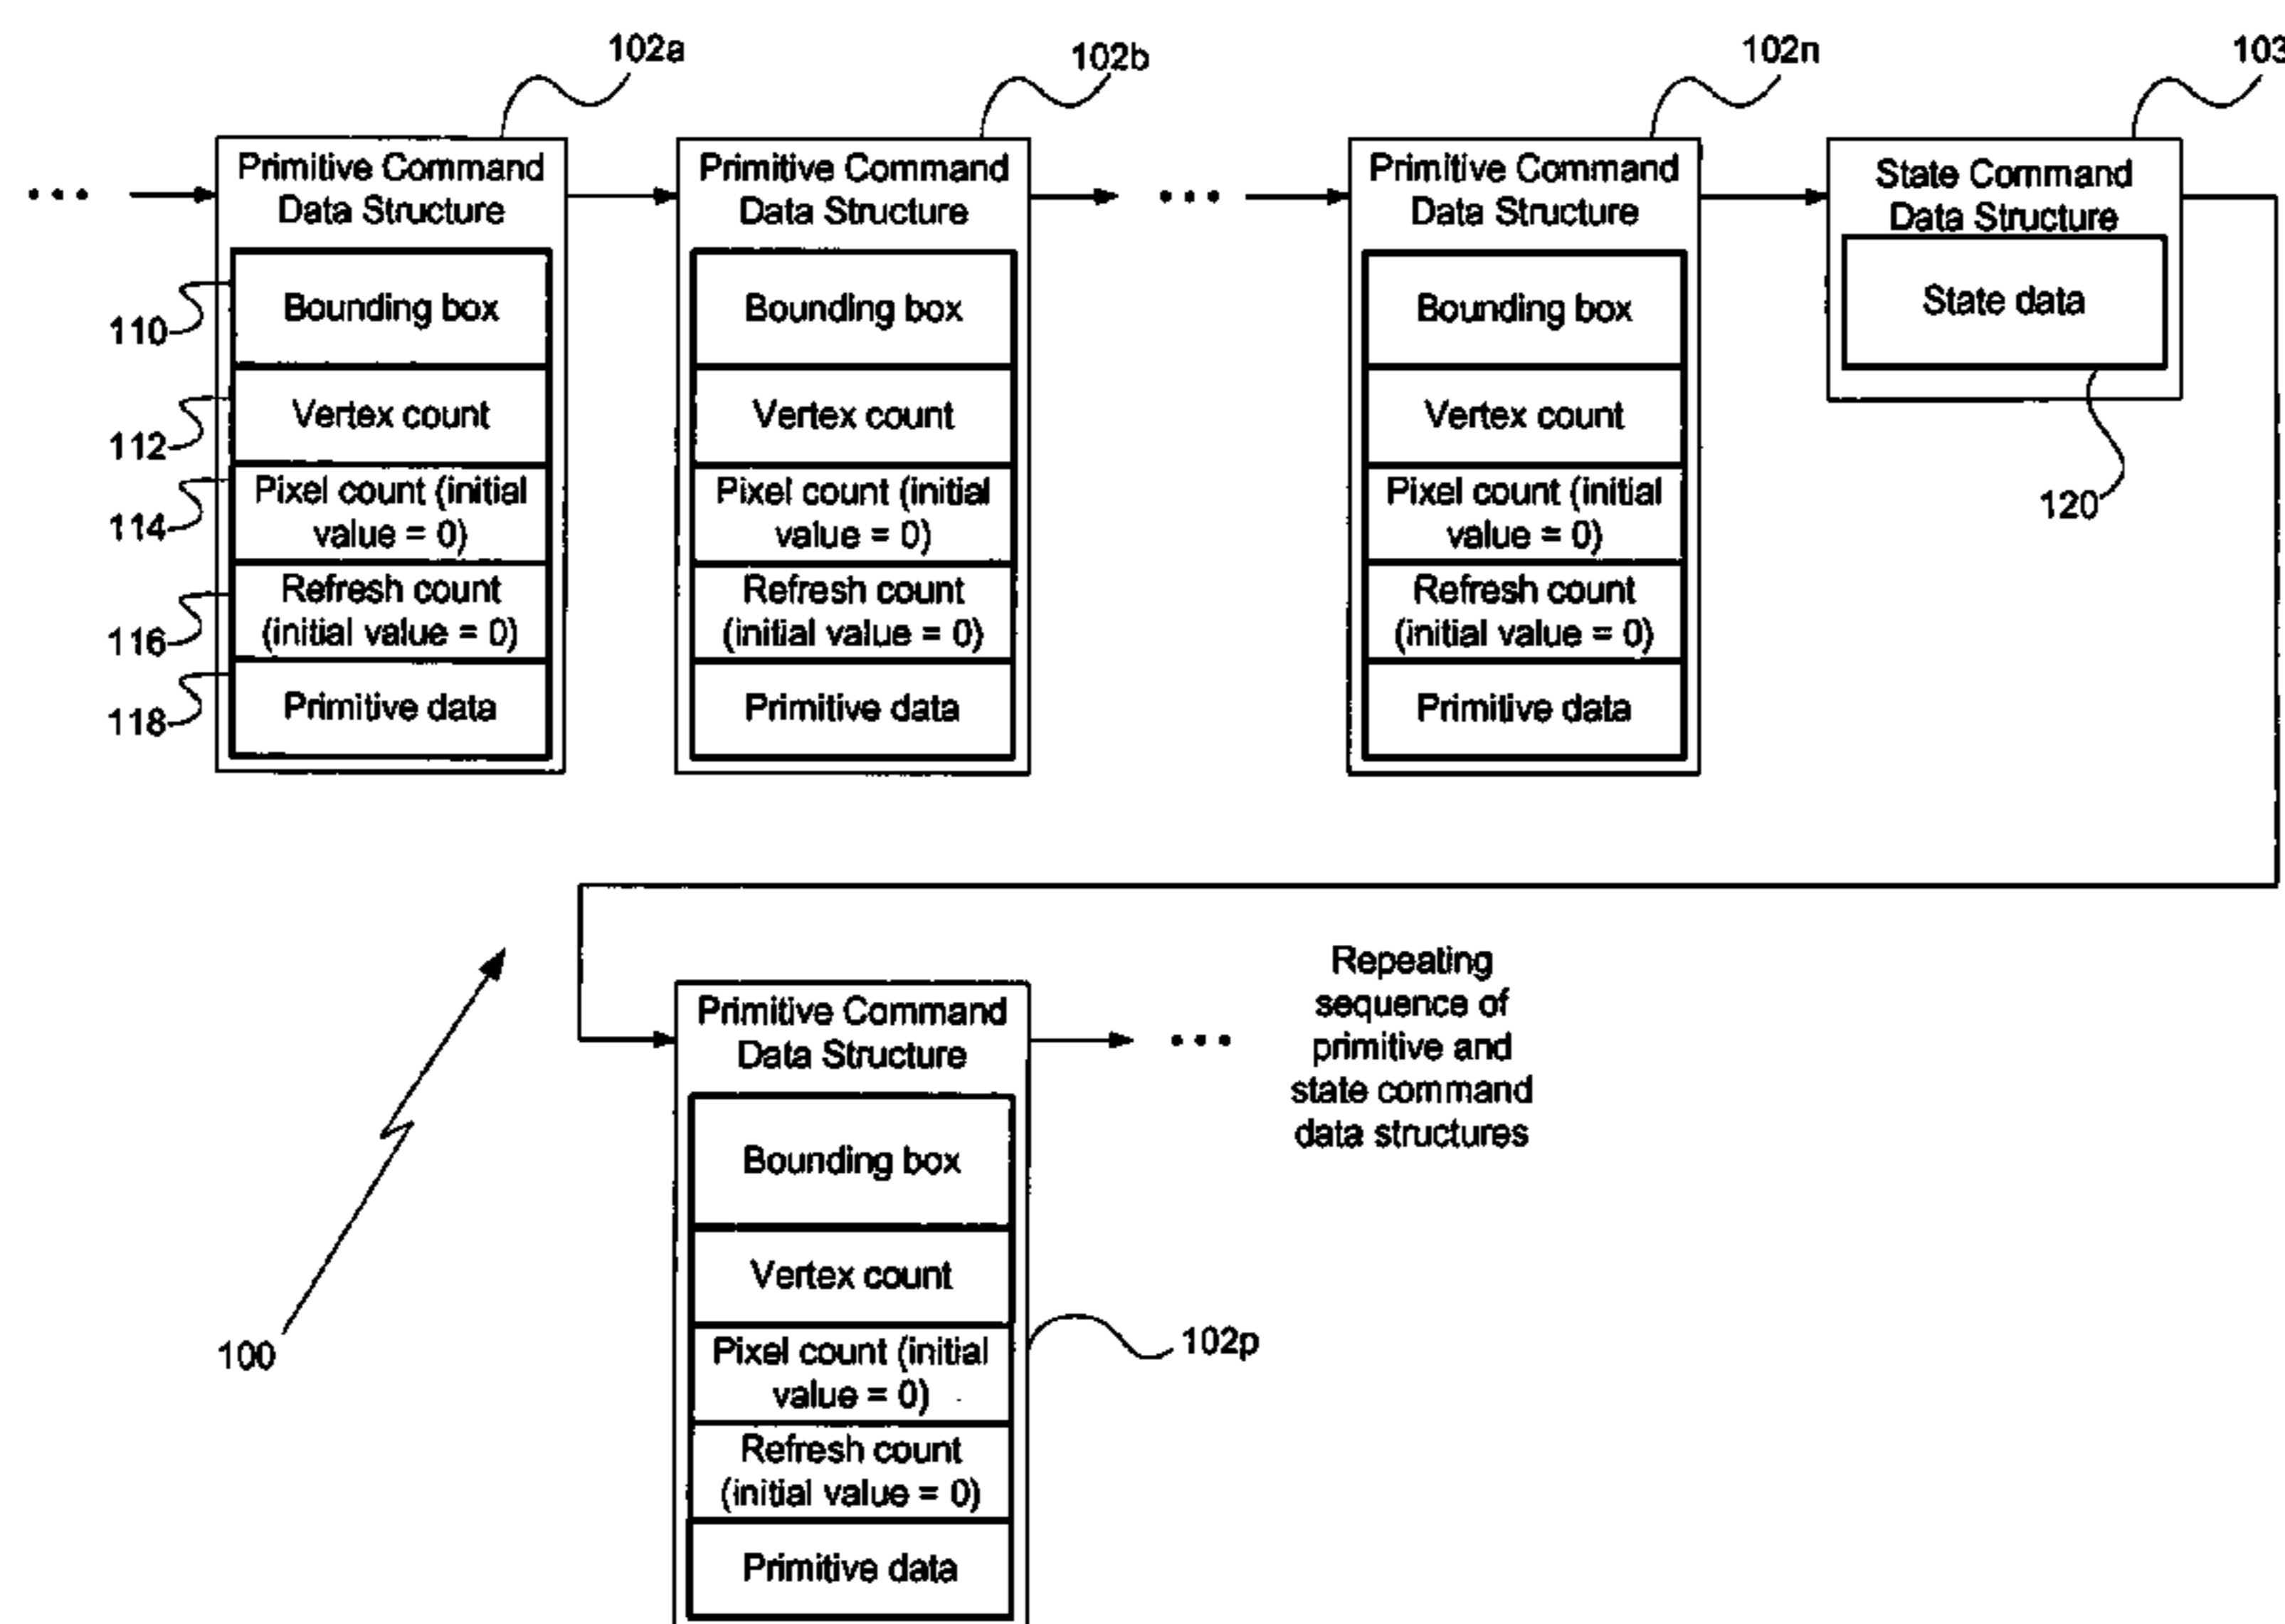 102a
102b
102n
103
Primitive Command
Data Structure
Bounding box
Vertex count
Pixel count (initial
value = 0)
Refresh count
(initial value = 0)
Primitive data
110
112
114
116
118
Primitive Command
Data Structure
Bounding box
Vertex count
Pixel count (initial
value = 0)
Refresh count
(initial value = 0)
Primitive data
Primitive Command
Data Structure
Bounding box
Vertex count
Pixel count (initial
value = 0)
Refresh count
(initial value = 0)
Primitive data
State Command
Data Structure
State data
120
Primitive Command
Data Structure
Bounding box
Vertex count
Pixel count (initial
value = 0)
Refresh count
(initial value = 0)
Primitive data
Repeating
sequence of
primitive and
state command
data structures
100
102p